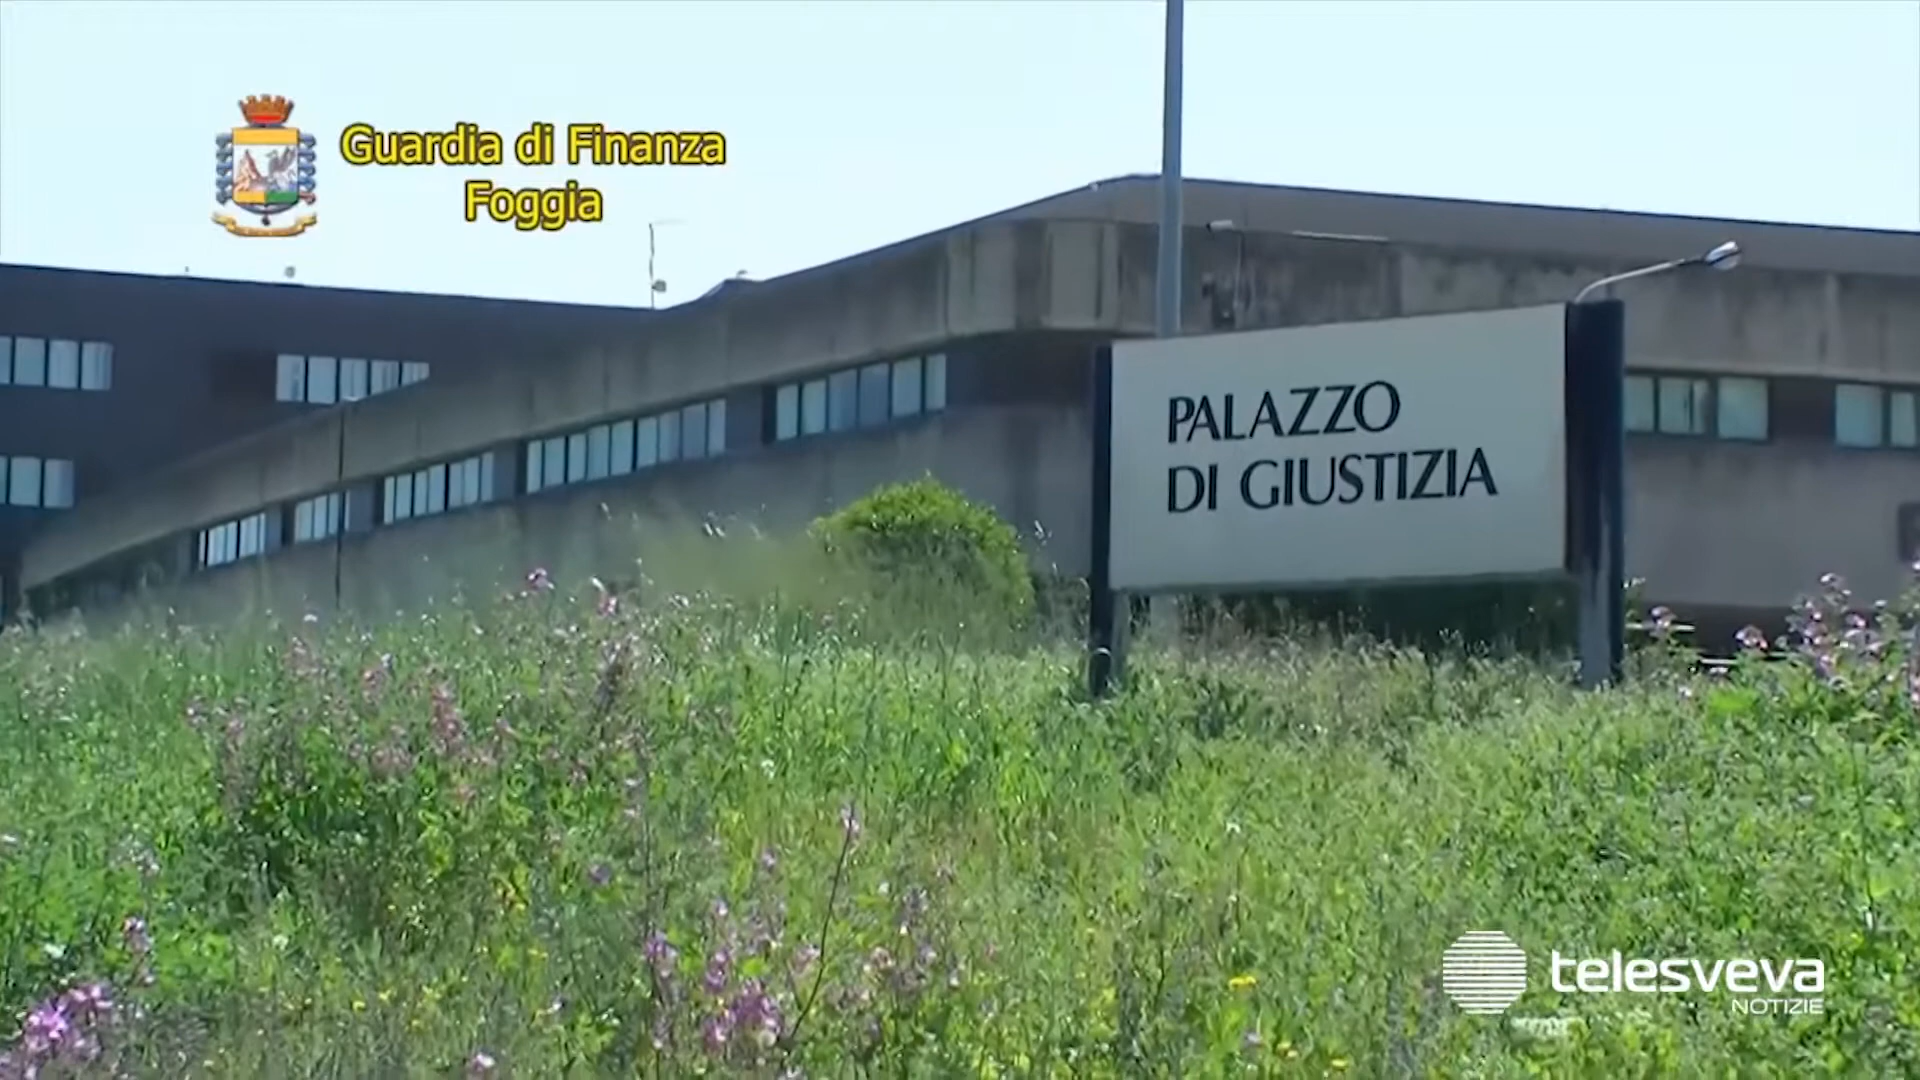 Guardia di Finanza
Foggia
PALAZZO
DI GIUSTIZIA
telesveva
NOTIZIE